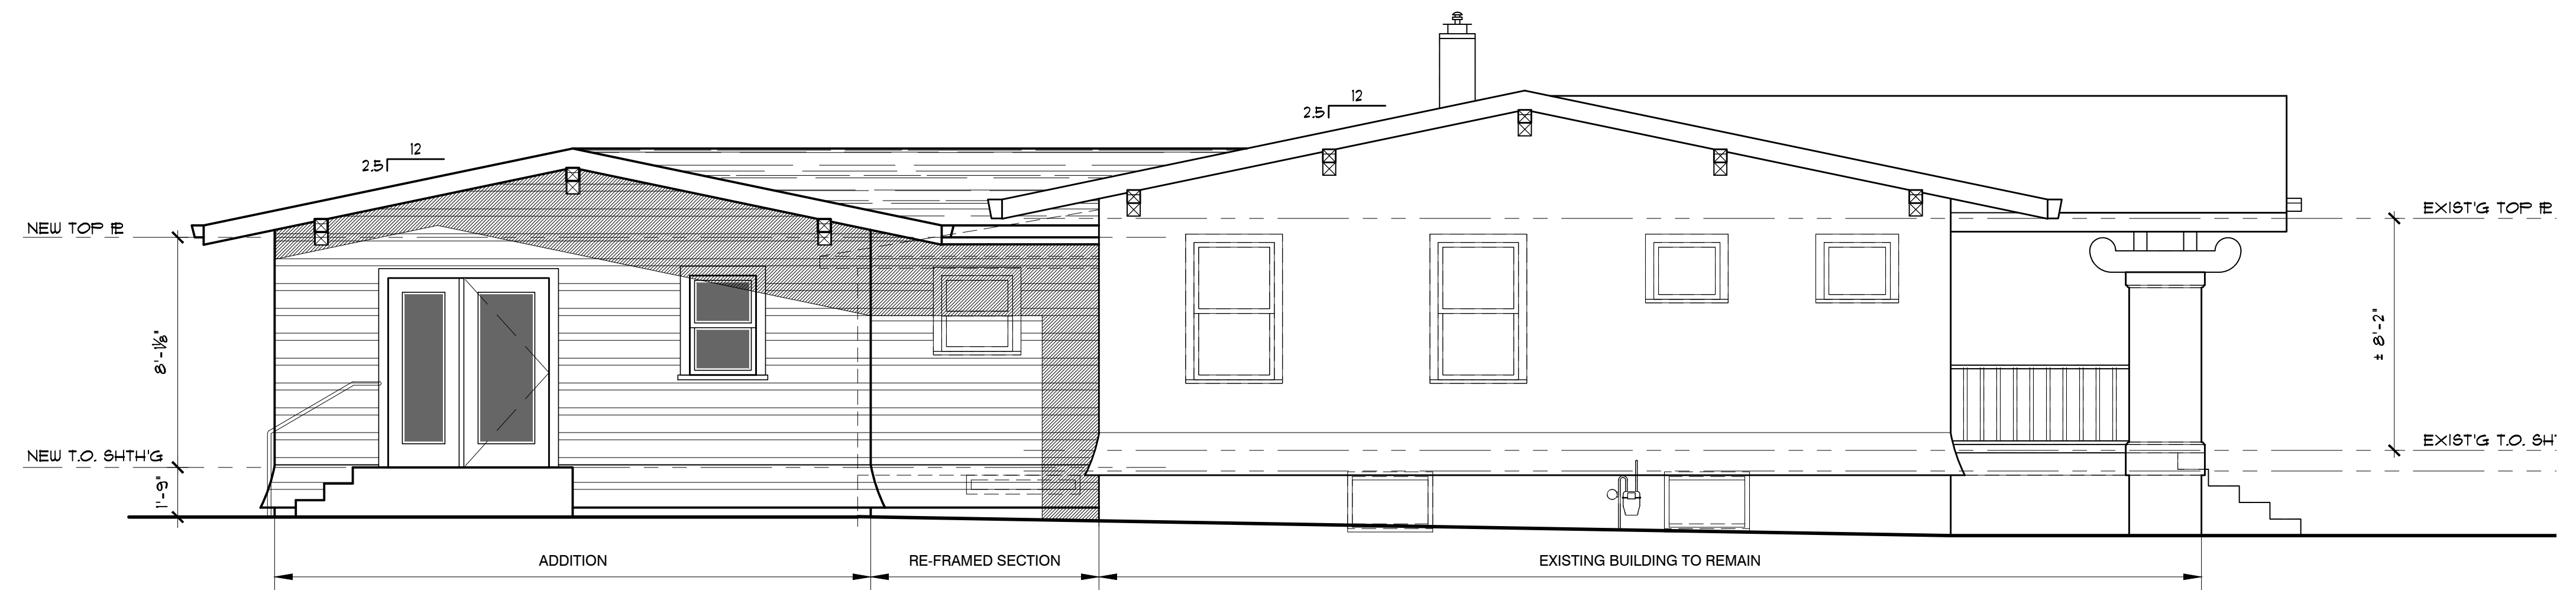 12
2.5
12
2.5
NEW TOP PL
EXIST'G TOP PL
8'-1⅛"
± 8'-2"
NEW T.O. SHTH'G
EXIST'G T.O. SH
1'-9"
ADDITION
RE-FRAMED SECTION
EXISTING BUILDING TO REMAIN